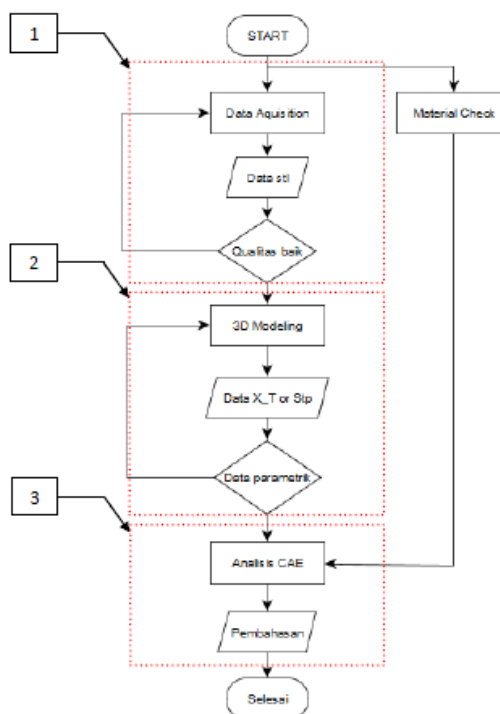 1
START
Data Aquisition
Material Check
Data stl
Qualitas baik
2
3D Modeling
Data X_T or Stp
Data parametrik
3
Analisis CAE
Pembahasan
Selesai